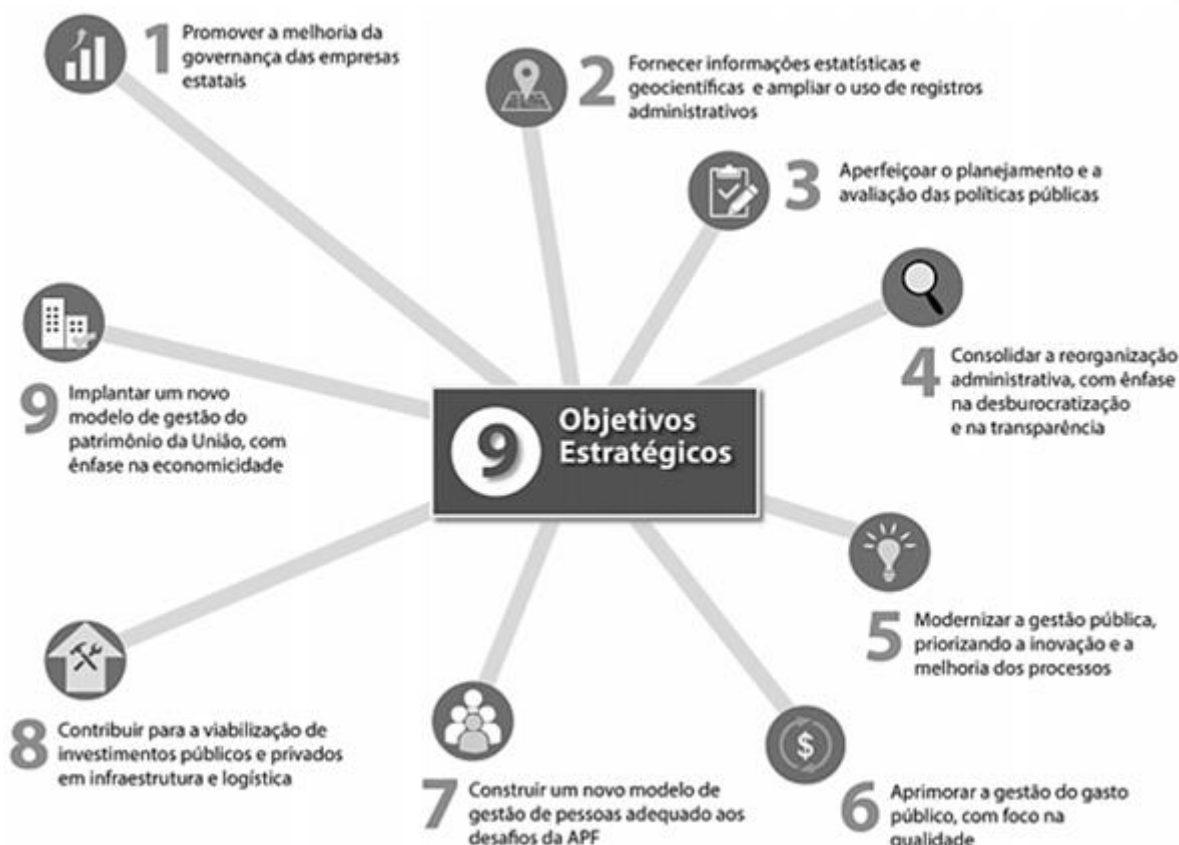 1
Promover a melhoria da
governança das empresas
estatais
2
Fornecer informações estatísticas e
geocientíficas e ampliar o uso de registros
administrativos
3
Aperfeiçoar o planejamento e a
avaliação das políticas públicas
4
Consolidar a reorganização
administrativa, com ênfase
na desburocratização
e na transparência
9
Objetivos
Estratégicos
5
Modernizar a gestão pública,
priorizando a inovação e a
melhoria dos processos
6
Aprimorar a gestão do gasto
público, com foco na
qualidade
$
7
Construir um novo modelo de
gestão de pessoas adequado aos
desafios da APF
8
Contribuir para a viabilização de
investimentos públicos e privados
em infraestrutura e logística
9
Implantar um novo
modelo de gestão do
patrimônio da União, com
ênfase na economicidade